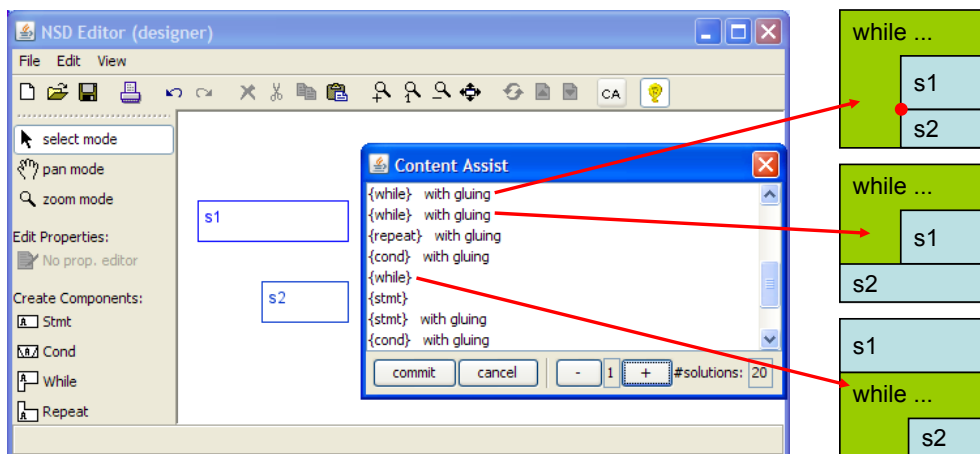 NSD Editor (designer)
File Edit View
CA
select mode
pan mode
zoom mode
Edit Properties:
No prop. editor
Create Components:
A Stmt
A Cond
A While
A Repeat
s1
s2
Content Assist
{while} with gluing
{while} with gluing
{repeat} with gluing
{cond} with gluing
{while}
{stmt}
{stmt} with gluing
{cond} with gluing
commit cancel - 1 + #solutions: 20
while ...
s1
s2
while ...
s1
s2
s1
while ...
s2